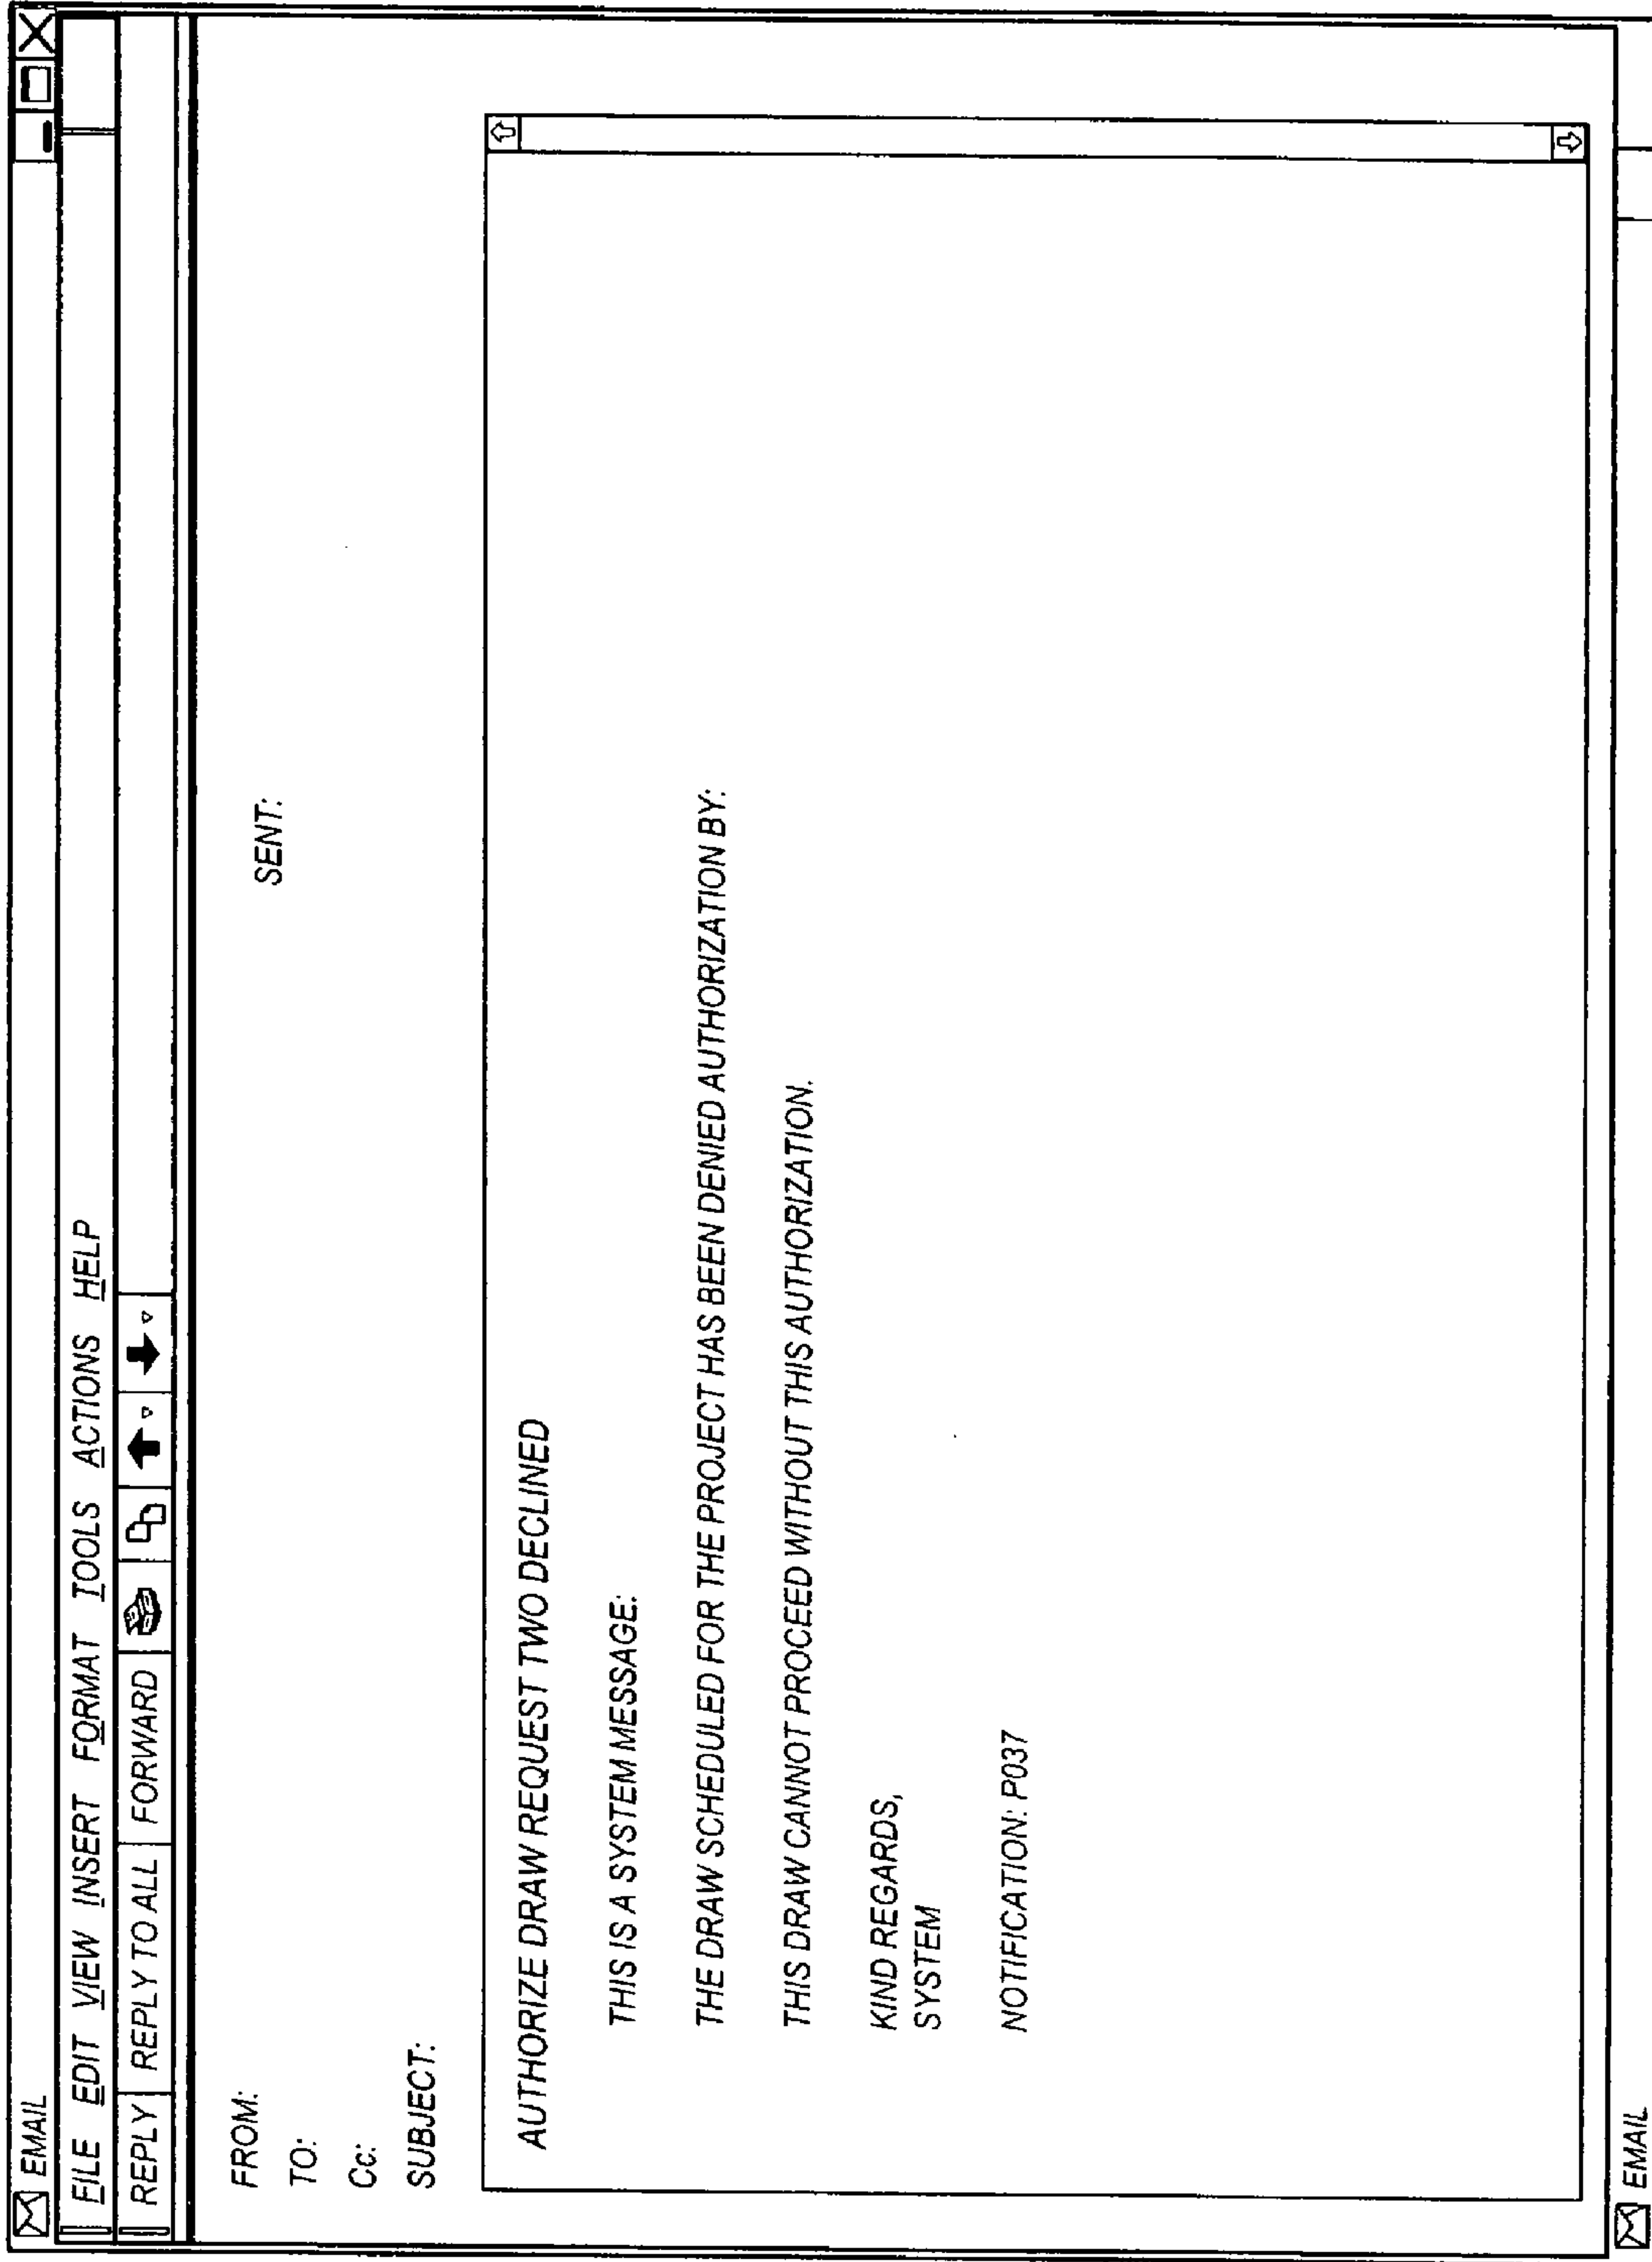 EMAIL
FILE EDIT VIEW INSERT FORMAT TOOLS ACTIONS HELP
REPLY REPLY TO ALL FORWARD
FROM: SENT:
TO:
Cc:
SUBJECT:
AUTHORIZE DRAW REQUEST TWO DECLINED
THIS IS A SYSTEM MESSAGE:
THE DRAW SCHEDULED FOR THE PROJECT HAS BEEN DENIED AUTHORIZATION BY:
THIS DRAW CANNOT PROCEED WITHOUT THIS AUTHORIZATION.
KIND REGARDS,
SYSTEM
NOTIFICATION: P037
EMAIL